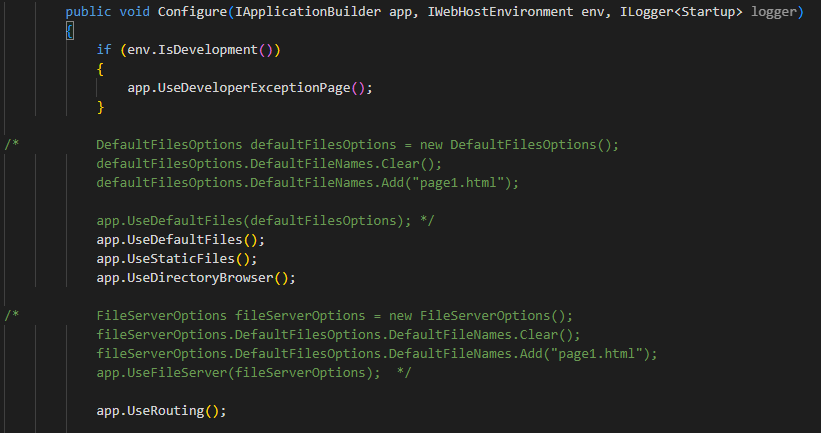 public void Configure(IApplicationBuilder app, IWebHostEnvironment env, ILogger<Startup> logger)
{
if (env.IsDevelopment())
{
app.UseDeveloperExceptionPage();
}
/* DefaultFilesOptions defaultFilesOptions = new DefaultFilesOptions();
defaultFilesOptions.DefaultFileNames.Clear();
defaultFilesOptions.DefaultFileNames.Add("page1.html");
app.UseDefaultFiles(defaultFilesOptions); */
app.UseDefaultFiles();
app.UseStaticFiles();
app.UseDirectoryBrowser();
/* FileServerOptions fileServerOptions = new FileServerOptions();
fileServerOptions.DefaultFilesOptions.DefaultFileNames.Clear();
fileServerOptions.DefaultFilesOptions.DefaultFileNames.Add("page1.html");
app.UseFileServer(fileServerOptions);  */
app.UseRouting();